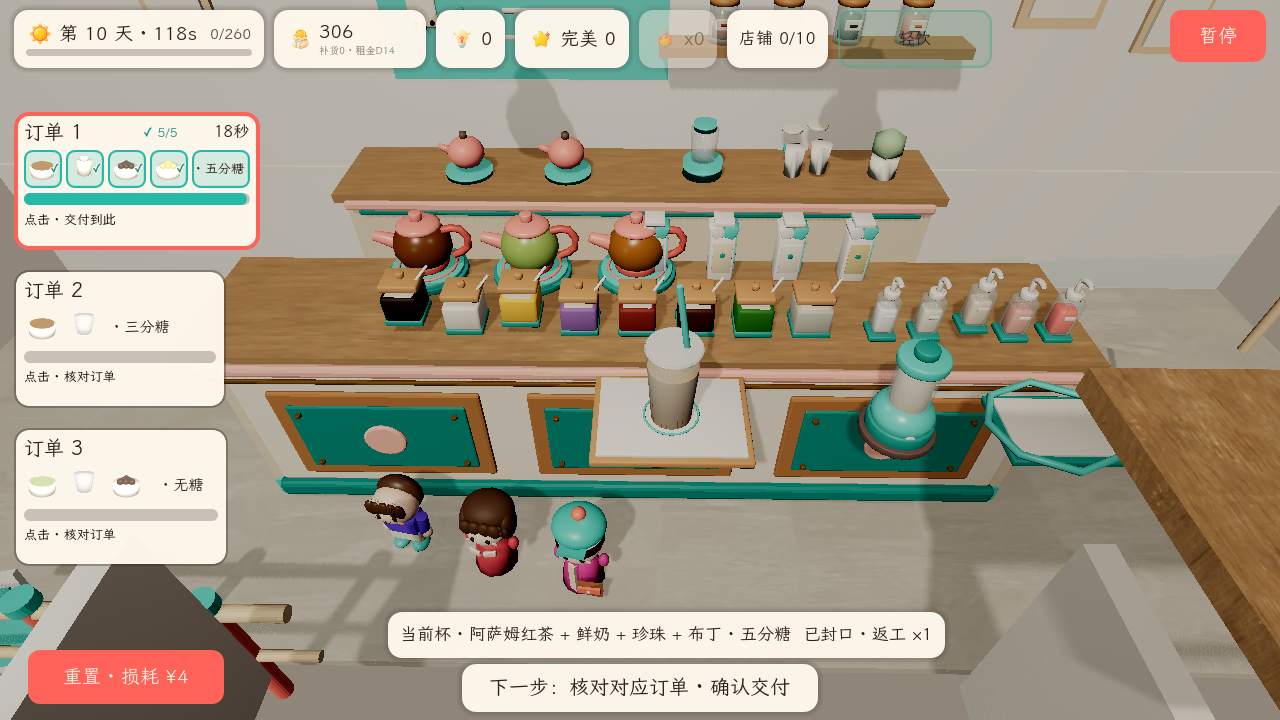 第 10 天·118s 0/260
306
补货0·租金D14
0
完美 0
x0
店铺 0/10
轻饮
暂停
订单 1 ✓ 5/5 18秒
·五分糖
点击·交付到此
订单 2
·三分糖
点击·核对订单
订单 3
·无糖
点击·核对订单
当前杯·阿萨姆红茶 + 鲜奶 + 珍珠 + 布丁·五分糖 已封口·返工 ×1
重置·损耗 ¥4
下一步: 核对对应订单·确认交付